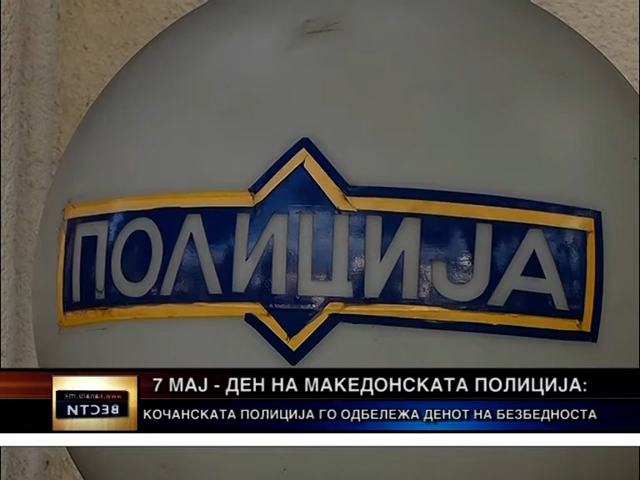 ПОЛИЦИЈА
7 МАЈ - ДЕН НА МАКЕДОНСКАТА ПОЛИЦИЈА:
КОЧАНСКАТА ПОЛИЦИЈА ГО ОДБЕЛЕЖА ДЕНОТ НА БЕЗБЕДНОСТА